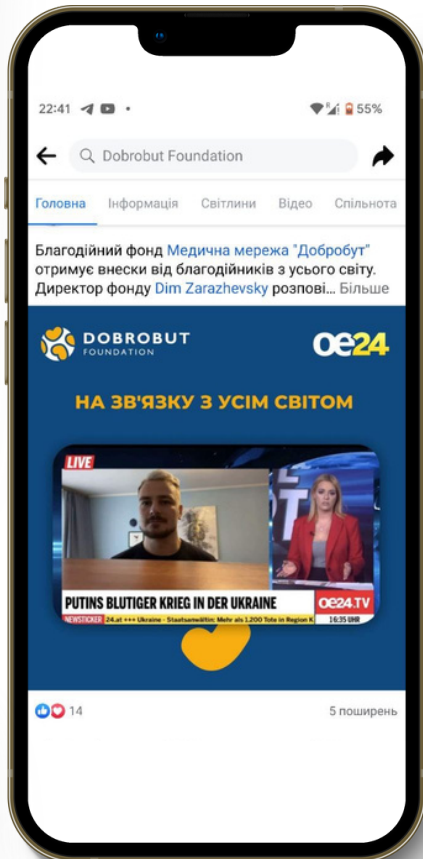 22:41
55%
Dobrobut Foundation
Головна Інформація Світлини Відео Спільнота
Благодійний фонд Медична мережа "Добробут"
отримує внески від благодійників з усього світу.
Директор фонду Dim Zarazhevsky розпові... Більше
DOBROBUT
FOUNDATION
oe24
НА ЗВ'ЯЗКУ З УСІМ СВІТОМ
LIVE
PUTINS BLUTIGER KRIEG IN DER UKRAINE
oe24.TV
NEWSTICKER 24.at +++ Ukraine - Staatsanwältin: Mehr als 1.200 Tote in Region K 16:35 UHR
14
5 поширень